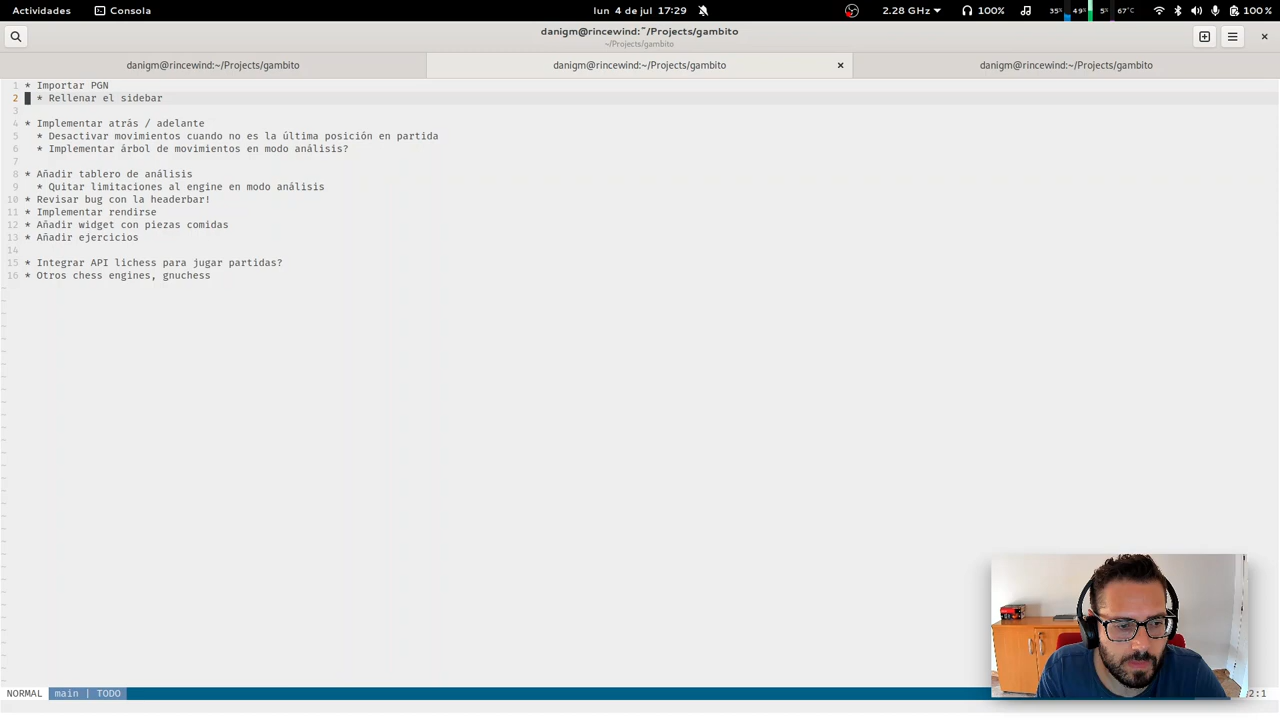 Actividades Consola lun 4 de jul 17:29 2.28 GHz 100% 35% 49% 5% 67°C 100%
danigm@rincewind:~/Projects/gambito
~/Projects/gambito
danigm@rincewind:~/Projects/gambito danigm@rincewind:~/Projects/gambito × danigm@rincewind:~/Projects/gambito
1 * Importar PGN
2 * Rellenar el sidebar
3
4 * Implementar atrás / adelante
5 * Desactivar movimientos cuando no es la última posición en partida
6 * Implementar árbol de movimientos en modo análisis?
7
8 * Añadir tablero de análisis
9 * Quitar limitaciones al engine en modo análisis
10 * Revisar bug con la headerbar!
11 * Implementar rendirse
12 * Añadir widget con piezas comidas
13 * Añadir ejercicios
14
15 * Integrar API lichess para jugar partidas?
16 * Otros chess engines, gnuchess
NORMAL main | TODO 2:1